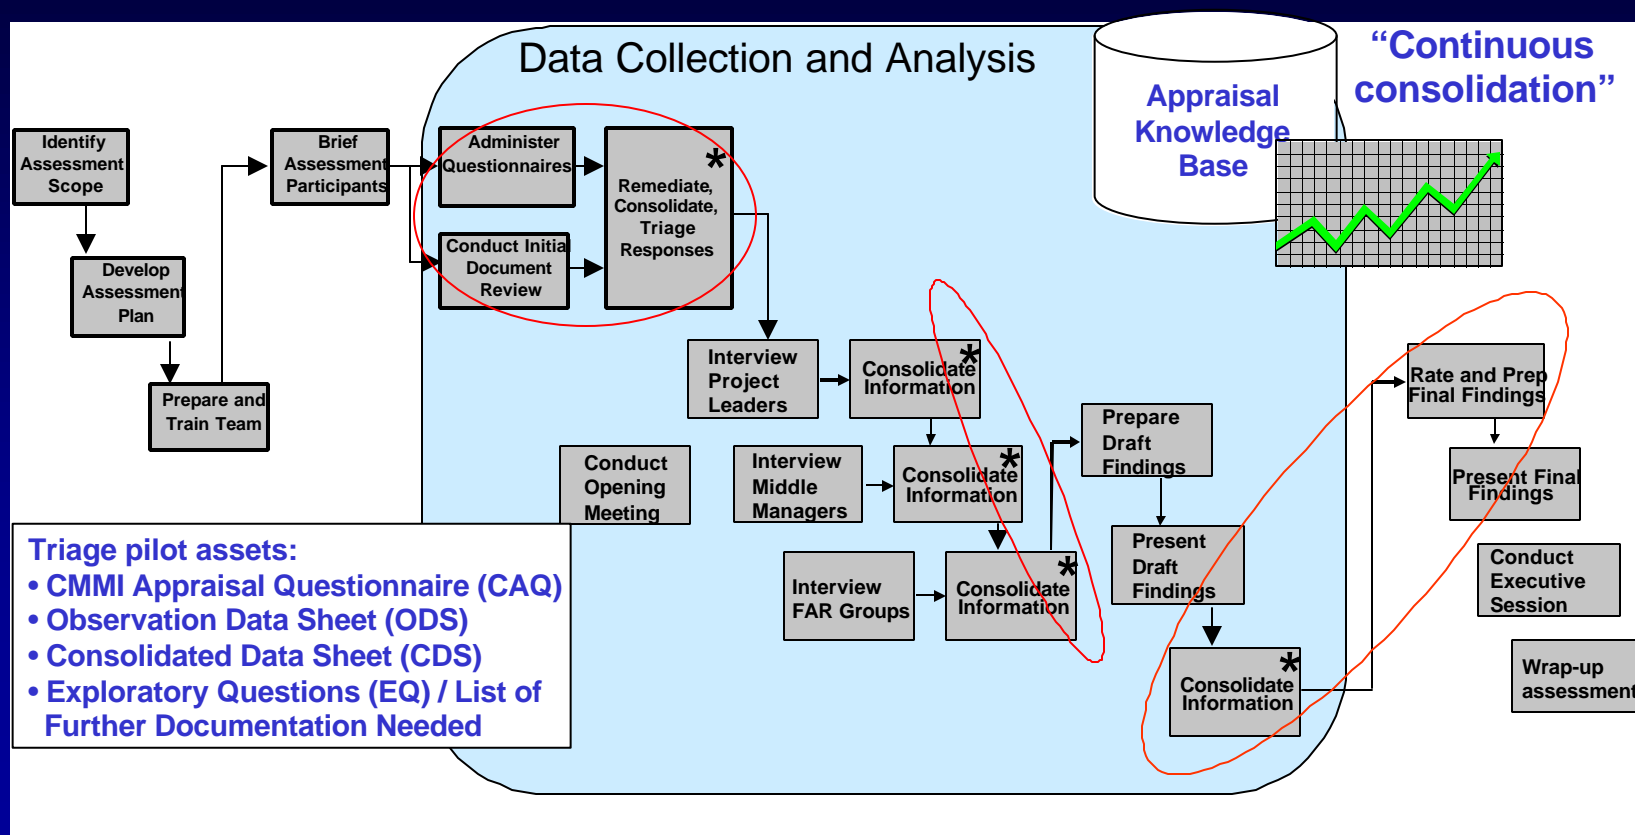 Data Collection and Analysis
“Continuous
consolidation”
Appraisal
Knowledge
Base
Identify
Assessment
Scope
Develop
Assessment
Plan
Prepare and
Train Team
Brief
Assessment
Participants
Administer
Questionnaires
Conduct Initial
Document
Review
*
Remediate,
Consolidate,
Triage
Responses
Interview
Project
Leaders
*
Consolidate
Information
Conduct
Opening
Meeting
Interview
Middle
Managers
*
Consolidate
Information
Interview
FAR Groups
*
Consolidate
Information
Prepare
Draft
Findings
Present
Draft
Findings
*
Consolidate
Information
Rate and Prep
Final Findings
Present Final
Findings
Conduct
Executive
Session
Wrap-up
assessment
Triage pilot assets:
• CMMI Appraisal Questionnaire (CAQ)
• Observation Data Sheet (ODS)
• Consolidated Data Sheet (CDS)
• Exploratory Questions (EQ) / List of
Further Documentation Needed